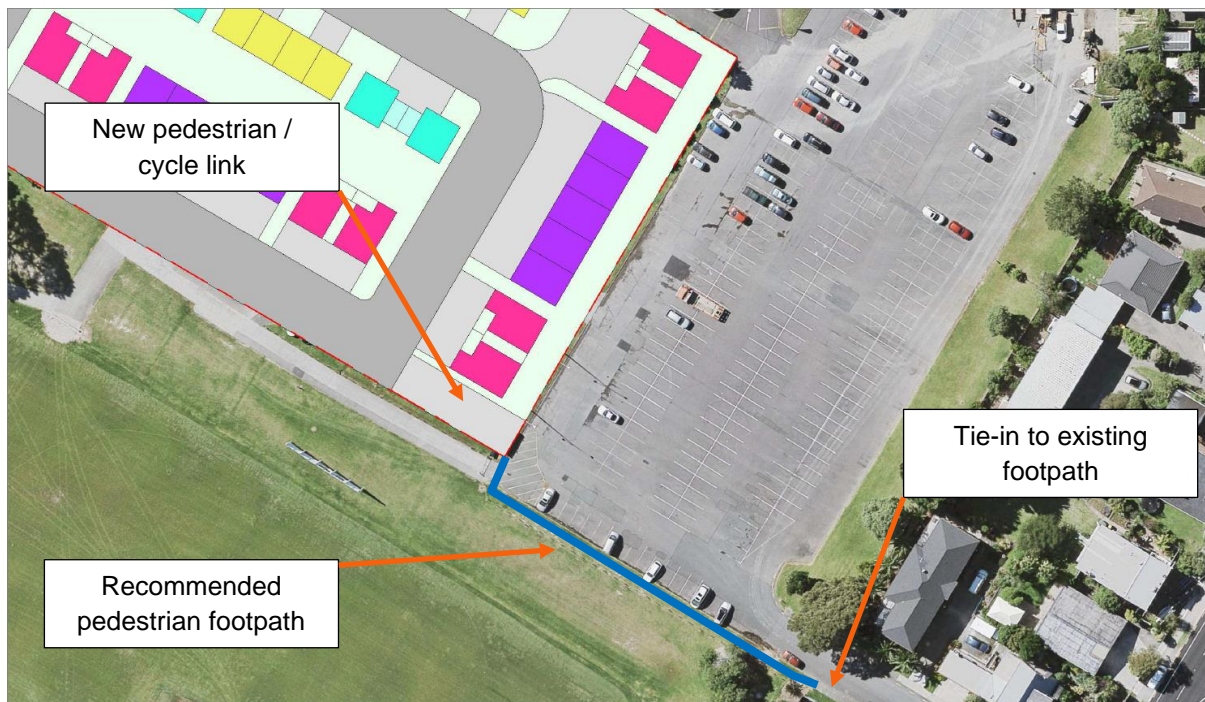 New pedestrian /
cycle link
Tie-in to existing
footpath
Recommended
pedestrian footpath